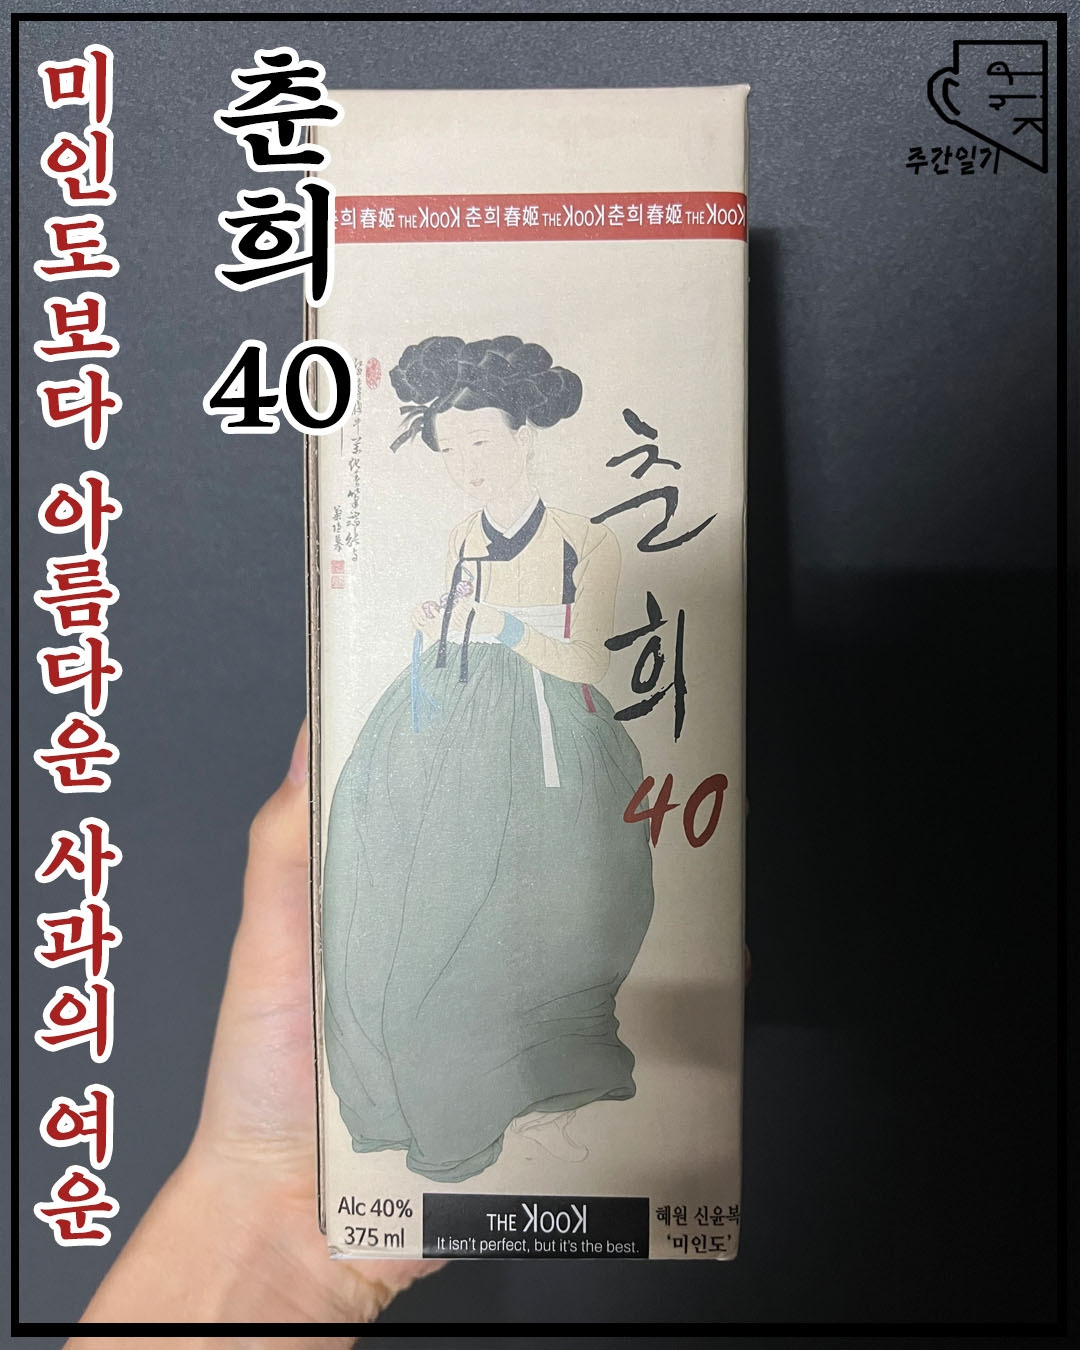 미인도보다 아름다운 사과의 여운
춘희 40
주간일기
춘희 春姬 THE KOOK 춘희 春姬 THE KOOK 춘희 春姬 THE KOOK
춘희
40
Alc 40%
375 ml
THE KOOK
It isn't perfect, but it's the best.
혜원 신윤복
'미인도'